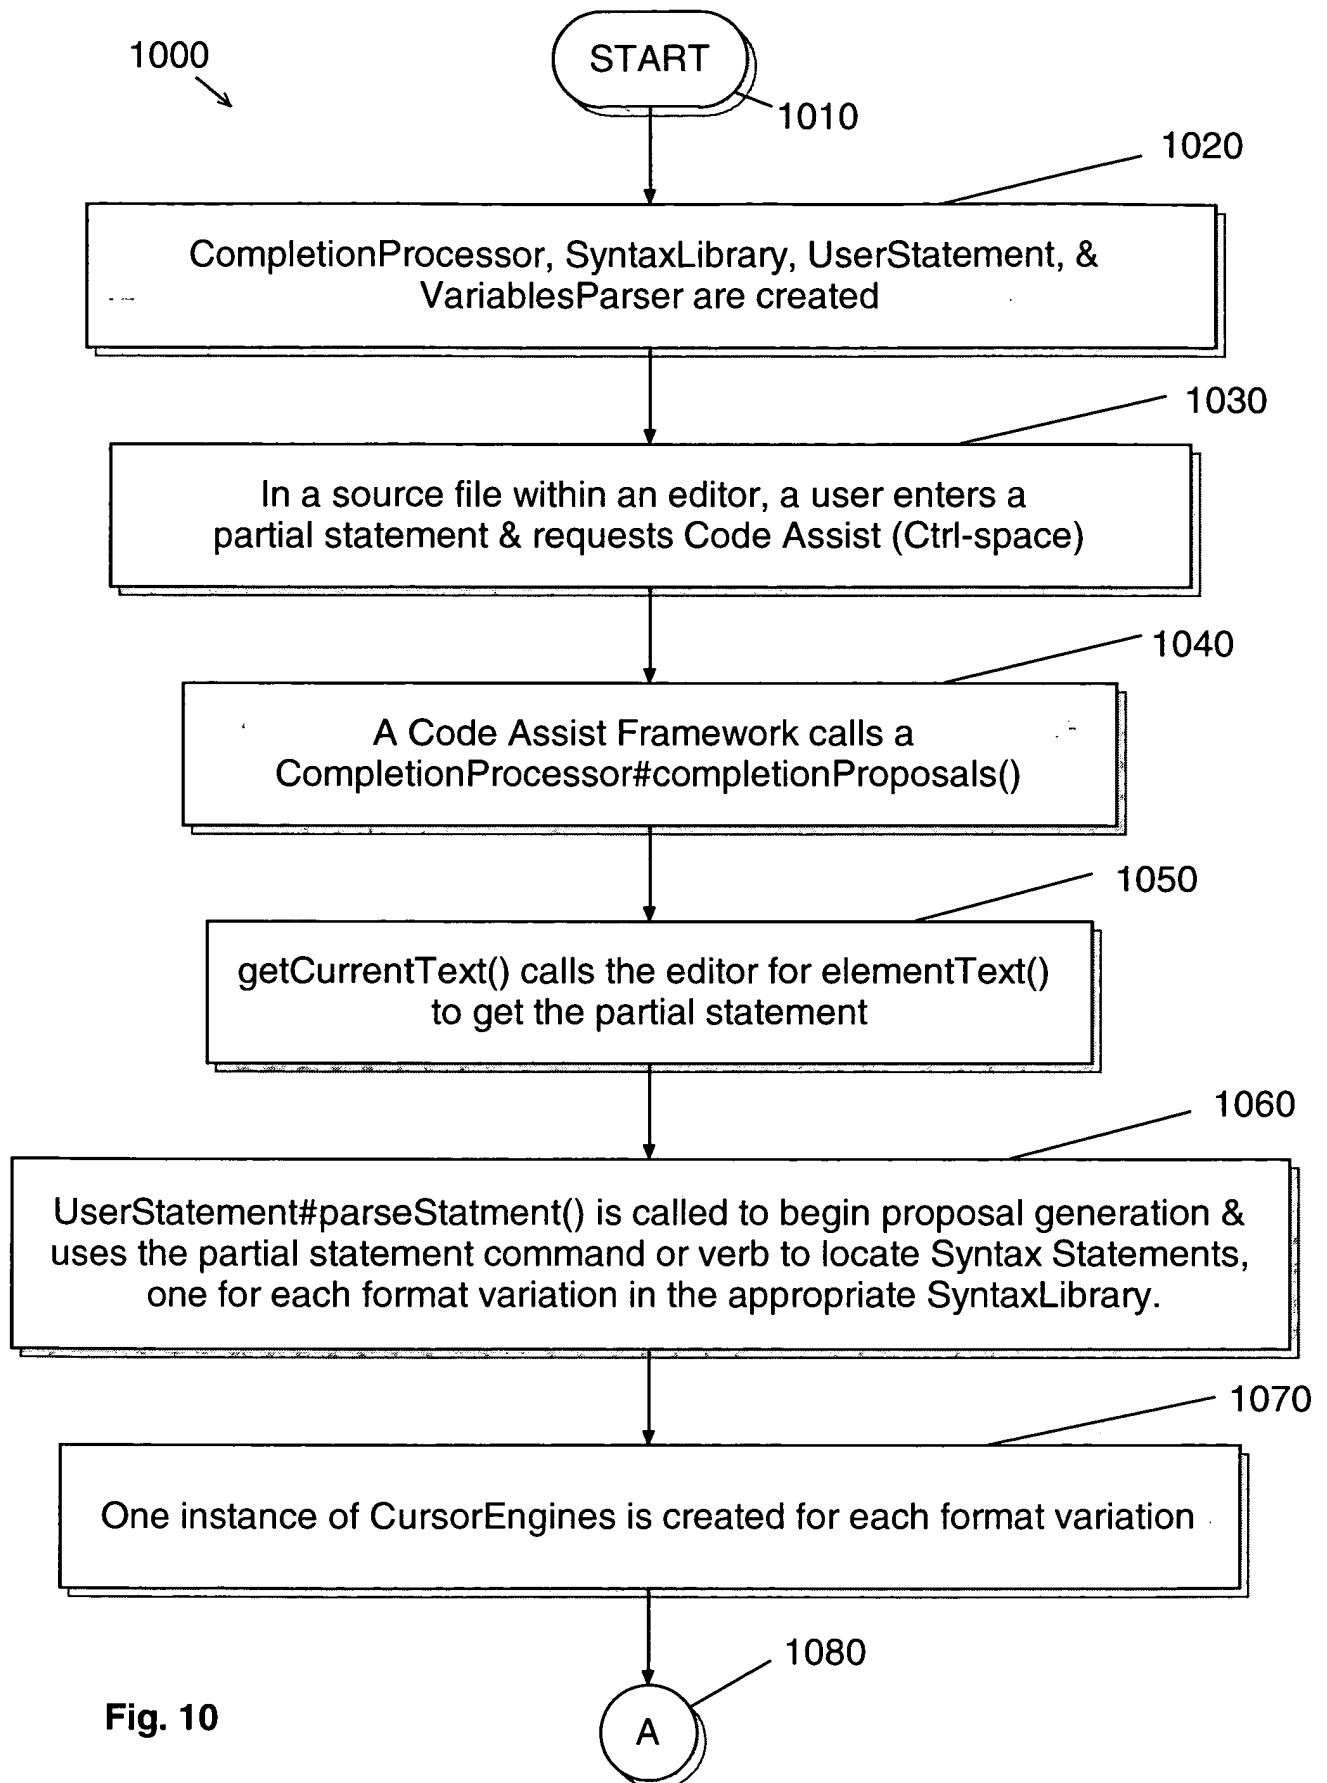 1000
START
1010
1020
CompletionProcessor, SyntaxLibrary, UserStatement, &
VariablesParser are created
1030
In a source file within an editor, a user enters a
partial statement & requests Code Assist (Ctrl-space)
1040
A Code Assist Framework calls a
CompletionProcessor#completionProposals()
1050
getCurrentText() calls the editor for elementText()
to get the partial statement
1060
UserStatement#parseStatment() is called to begin proposal generation &
uses the partial statement command or verb to locate Syntax Statements,
one for each format variation in the appropriate SyntaxLibrary.
1070
One instance of CursorEngines is created for each format variation
1080
A
Fig. 10